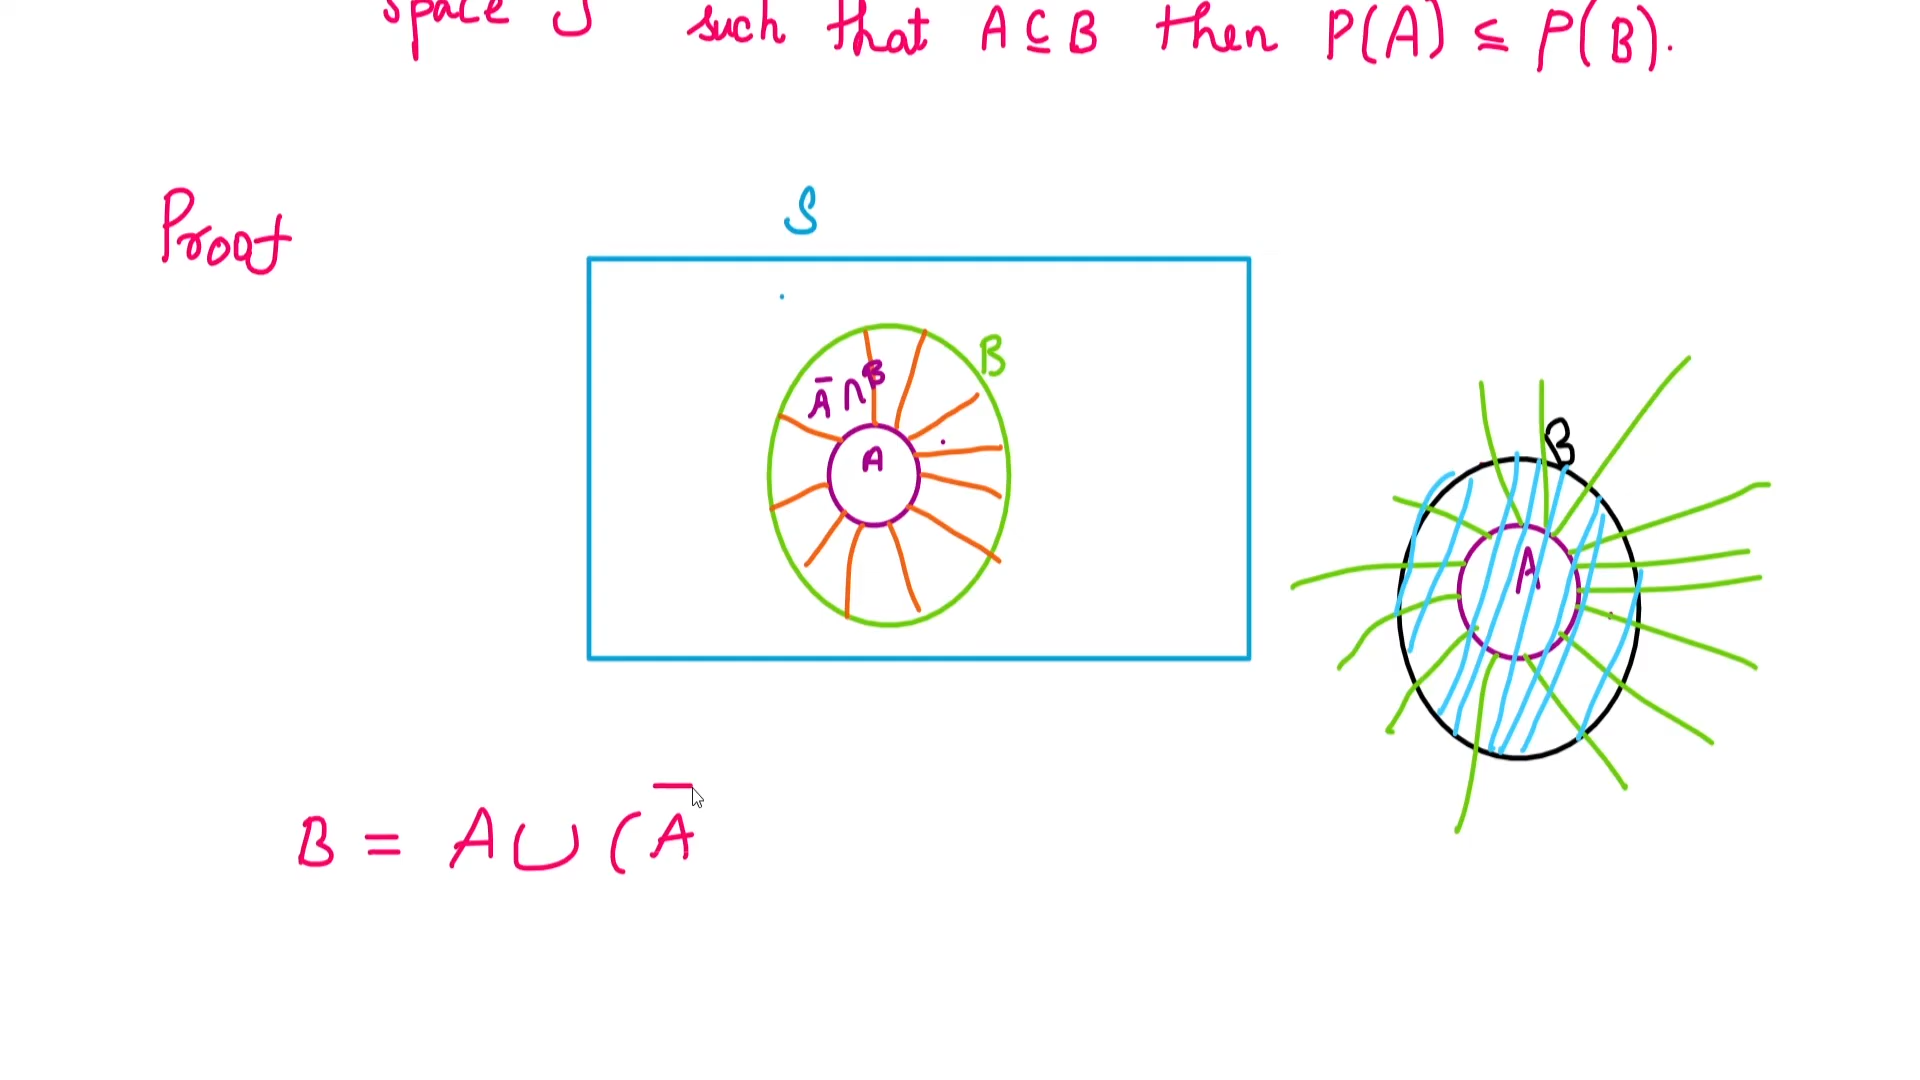 space S such that A ⊆ B then P(A) ≤ P(B).
Proof
S
B
Ā ∩ B
A
B
A
B = A ∪ ( Ā